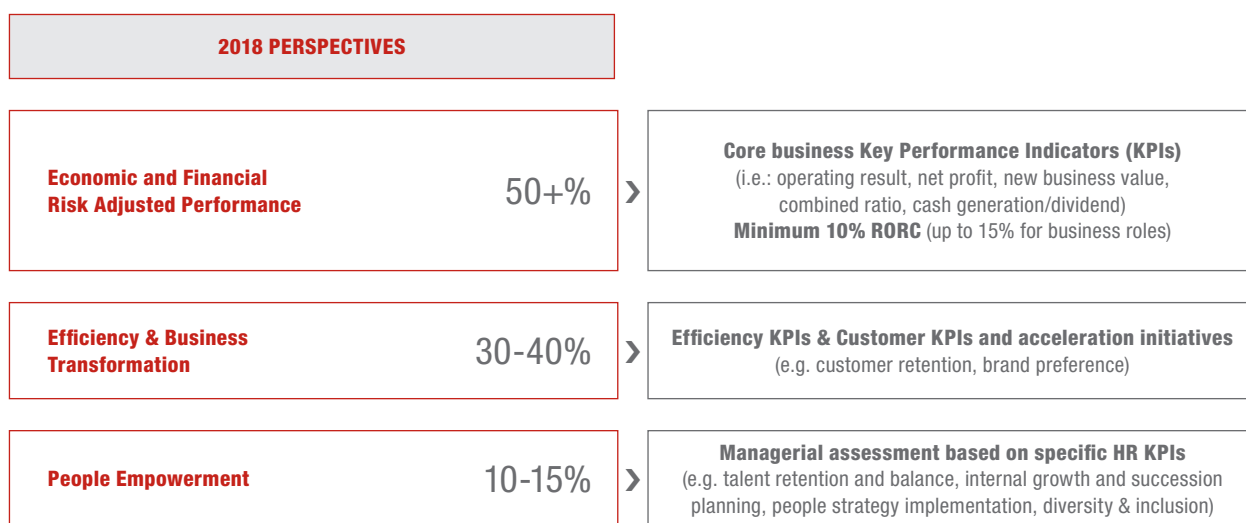 2018 PERSPECTIVES
Economic and Financial
Risk Adjusted Performance
50+%
›
Core business Key Performance Indicators (KPIs)
(i.e.: operating result, net profit, new business value,
combined ratio, cash generation/dividend)
Minimum 10% RORC (up to 15% for business roles)
Efficiency & Business
Transformation
30-40%
›
Efficiency KPIs & Customer KPIs and acceleration initiatives
(e.g. customer retention, brand preference)
People Empowerment
10-15%
›
Managerial assessment based on specific HR KPIs
(e.g. talent retention and balance, internal growth and succession
planning, people strategy implementation, diversity & inclusion)